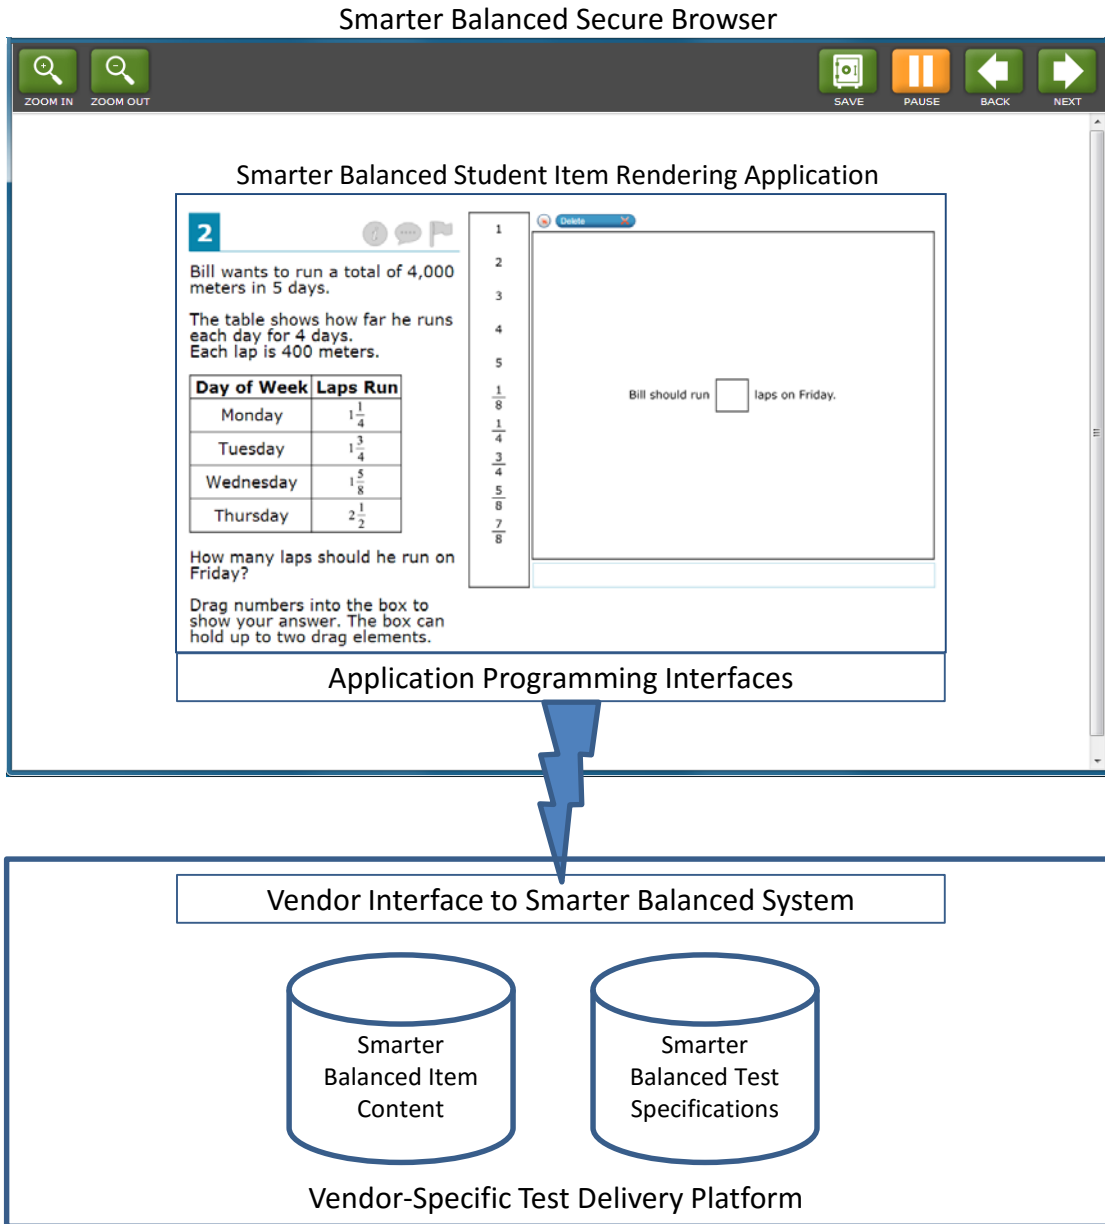 Smarter Balanced Secure Browser
ZOOM IN
ZOOM OUT
SAVE
PAUSE
BACK
NEXT
Smarter Balanced Student Item Rendering Application
2
Bill wants to run a total of 4,000
meters in 5 days.
The table shows how far he runs
each day for 4 days.
Each lap is 400 meters.
Day of Week Laps Run
Monday 1 1/4
Tuesday 1 3/4
Wednesday 1 5/8
Thursday 2 1/2
How many laps should he run on
Friday?
Drag numbers into the box to
show your answer. The box can
hold up to two drag elements.
1
2
3
4
5
1/8
1/4
3/4
5/8
7/8
Delete
Bill should run laps on Friday.
Application Programming Interfaces
Vendor Interface to Smarter Balanced System
Smarter
Balanced Item
Content
Smarter
Balanced Test
Specifications
Vendor-Specific Test Delivery Platform